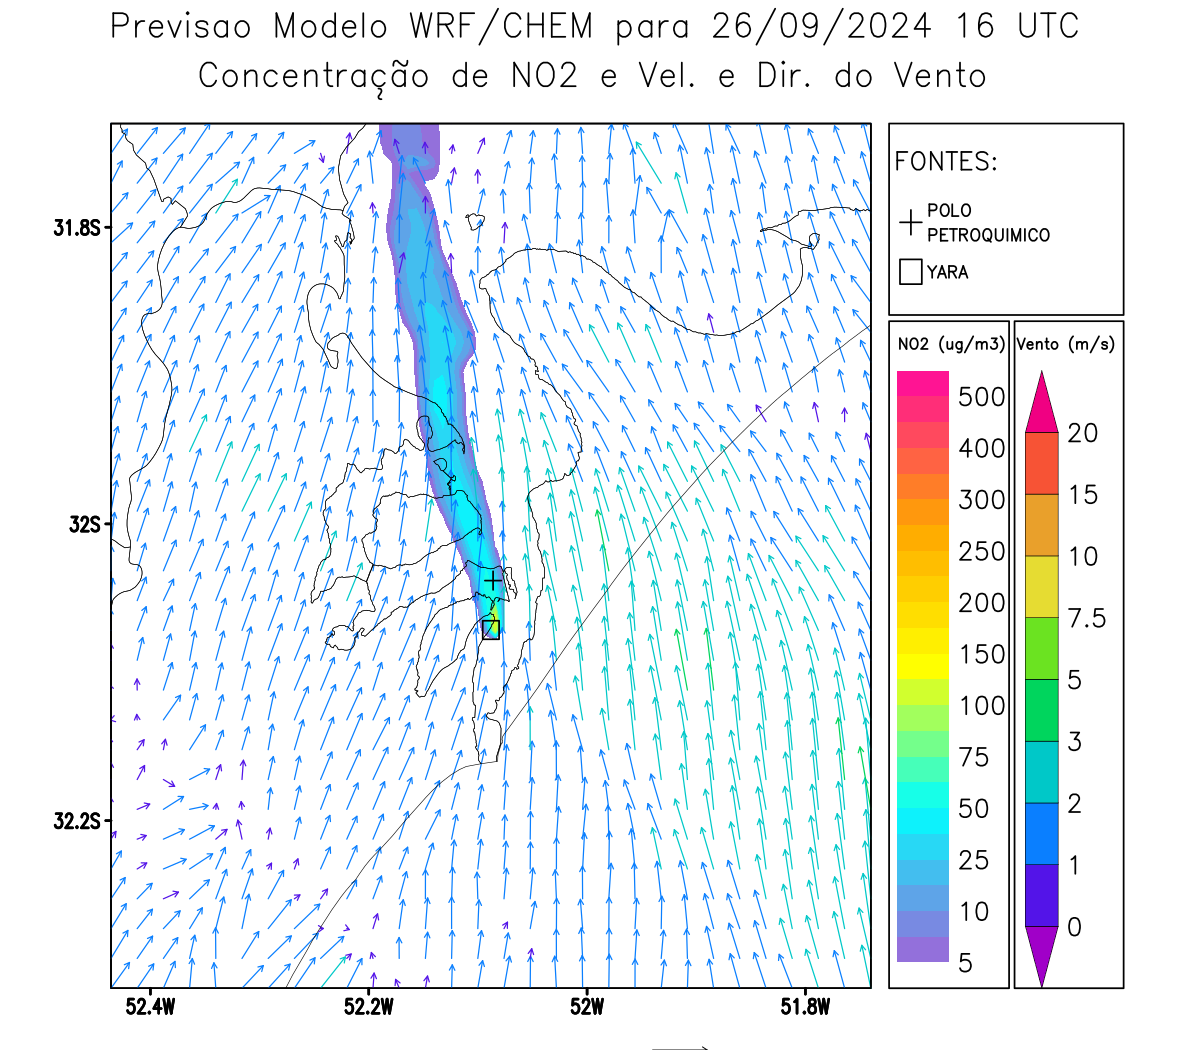 Previsao Modelo WRF/CHEM para 26/09/2024 16 UTC
Concentração de NO2 e Vel. e Dir. do Vento
FONTES:
POLO
PETROQUIMICO
YARA
NO2 (ug/m3)
500
400
300
250
200
150
100
75
50
25
10
5
Vento (m/s)
20
15
10
7.5
5
3
2
1
0
31.8S
32S
32.2S
52.4W
52.2W
52W
51.8W